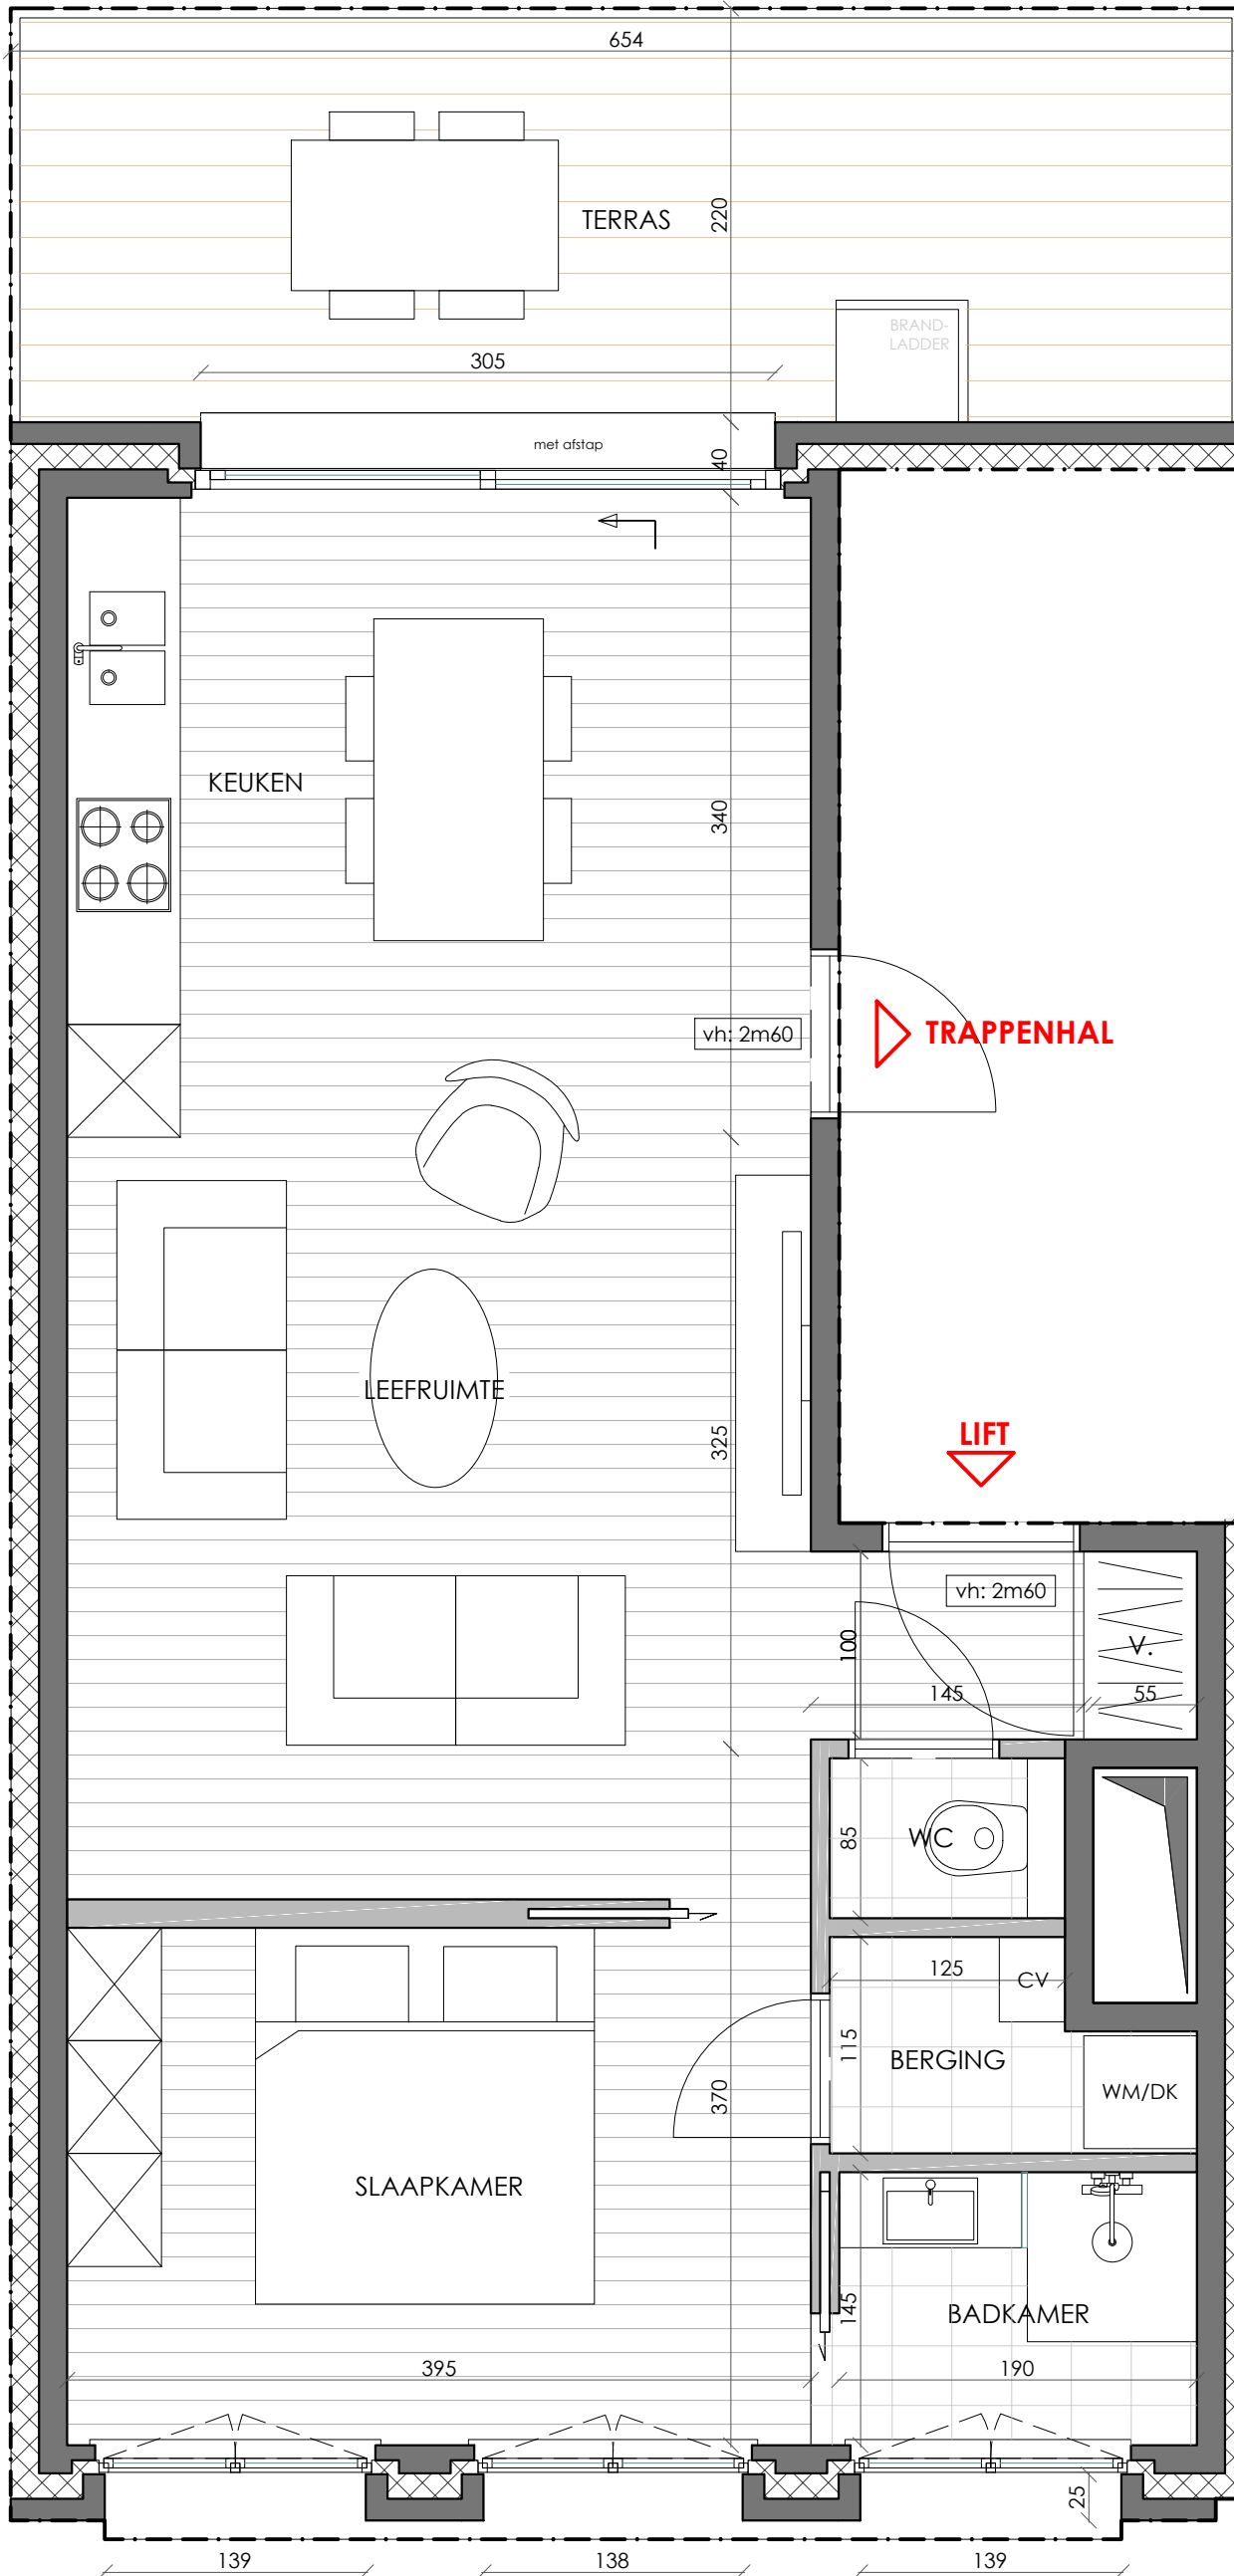 654
TERRAS
220
BRAND-
LADDER
305
met afstap
40
KEUKEN
340
vh: 2m60
TRAPPENHAL
LEEFRUIMTE
325
LIFT
vh: 2m60
100
V.
145
55
WC
85
125
CV
115
BERGING
WM/DK
370
SLAAPKAMER
145
BADKAMER
395
190
25
139
138
139